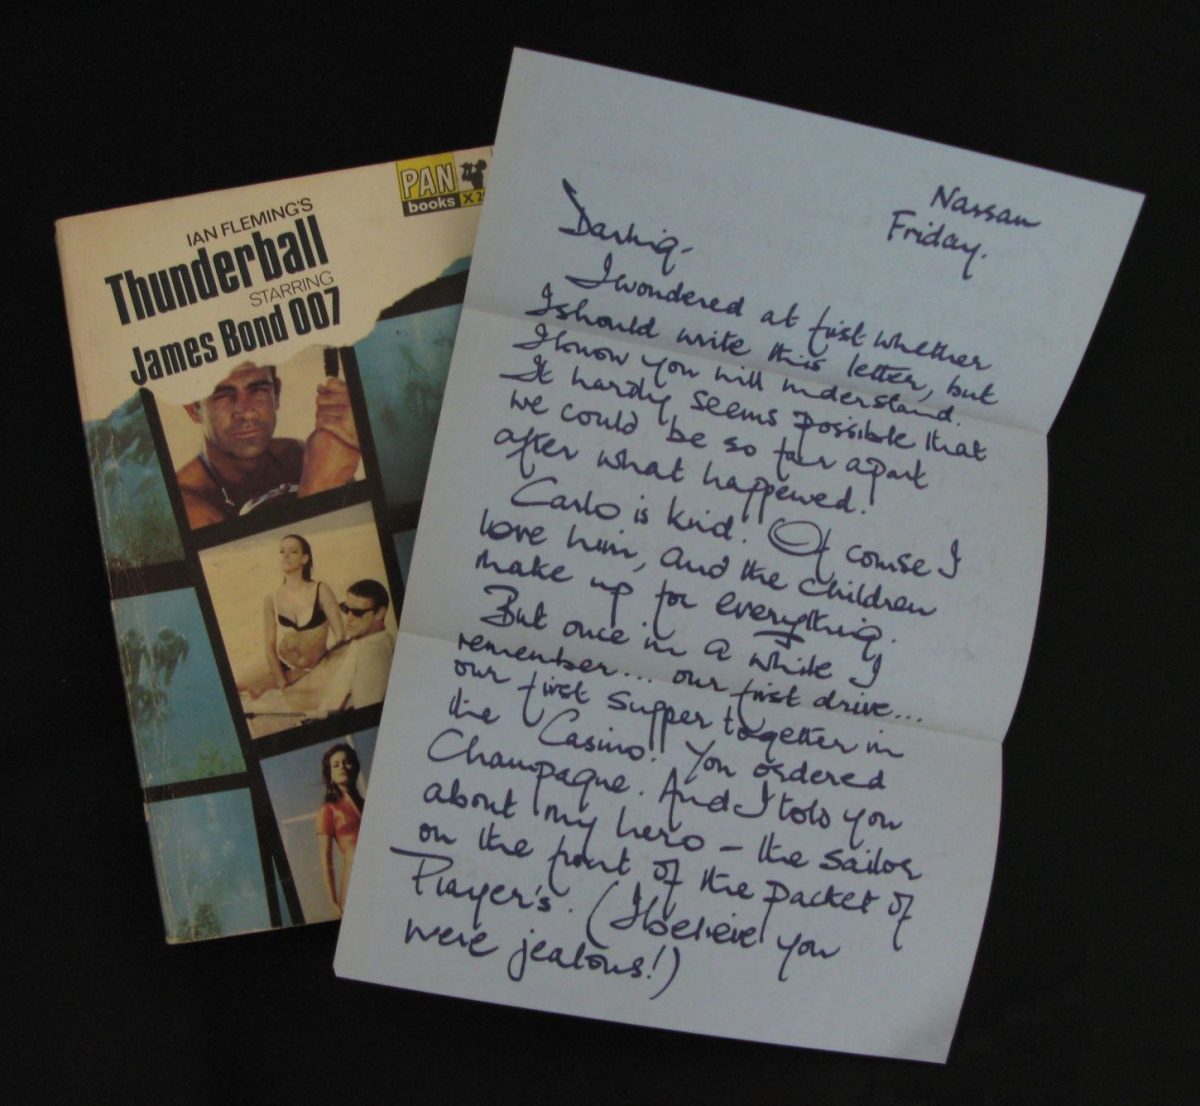 PAN
books X2
IAN FLEMING'S
Thunderball
STARRING
James Bond 007
Nassau
Friday.
Darling -
I wondered at first whether
I should write this letter, but
I know you will understand.
It hardly seems possible that
we could be so far apart
after what happened!
Carlo is kind! Of course I
love him, and the children
make up for everything.
But once in a while I
remember... our first drive...
our first supper together in
the Casino! You ordered
Champagne. And I told you
about my hero - the sailor
on the front of the packet of
Player's. (I believe you
were jealous!)